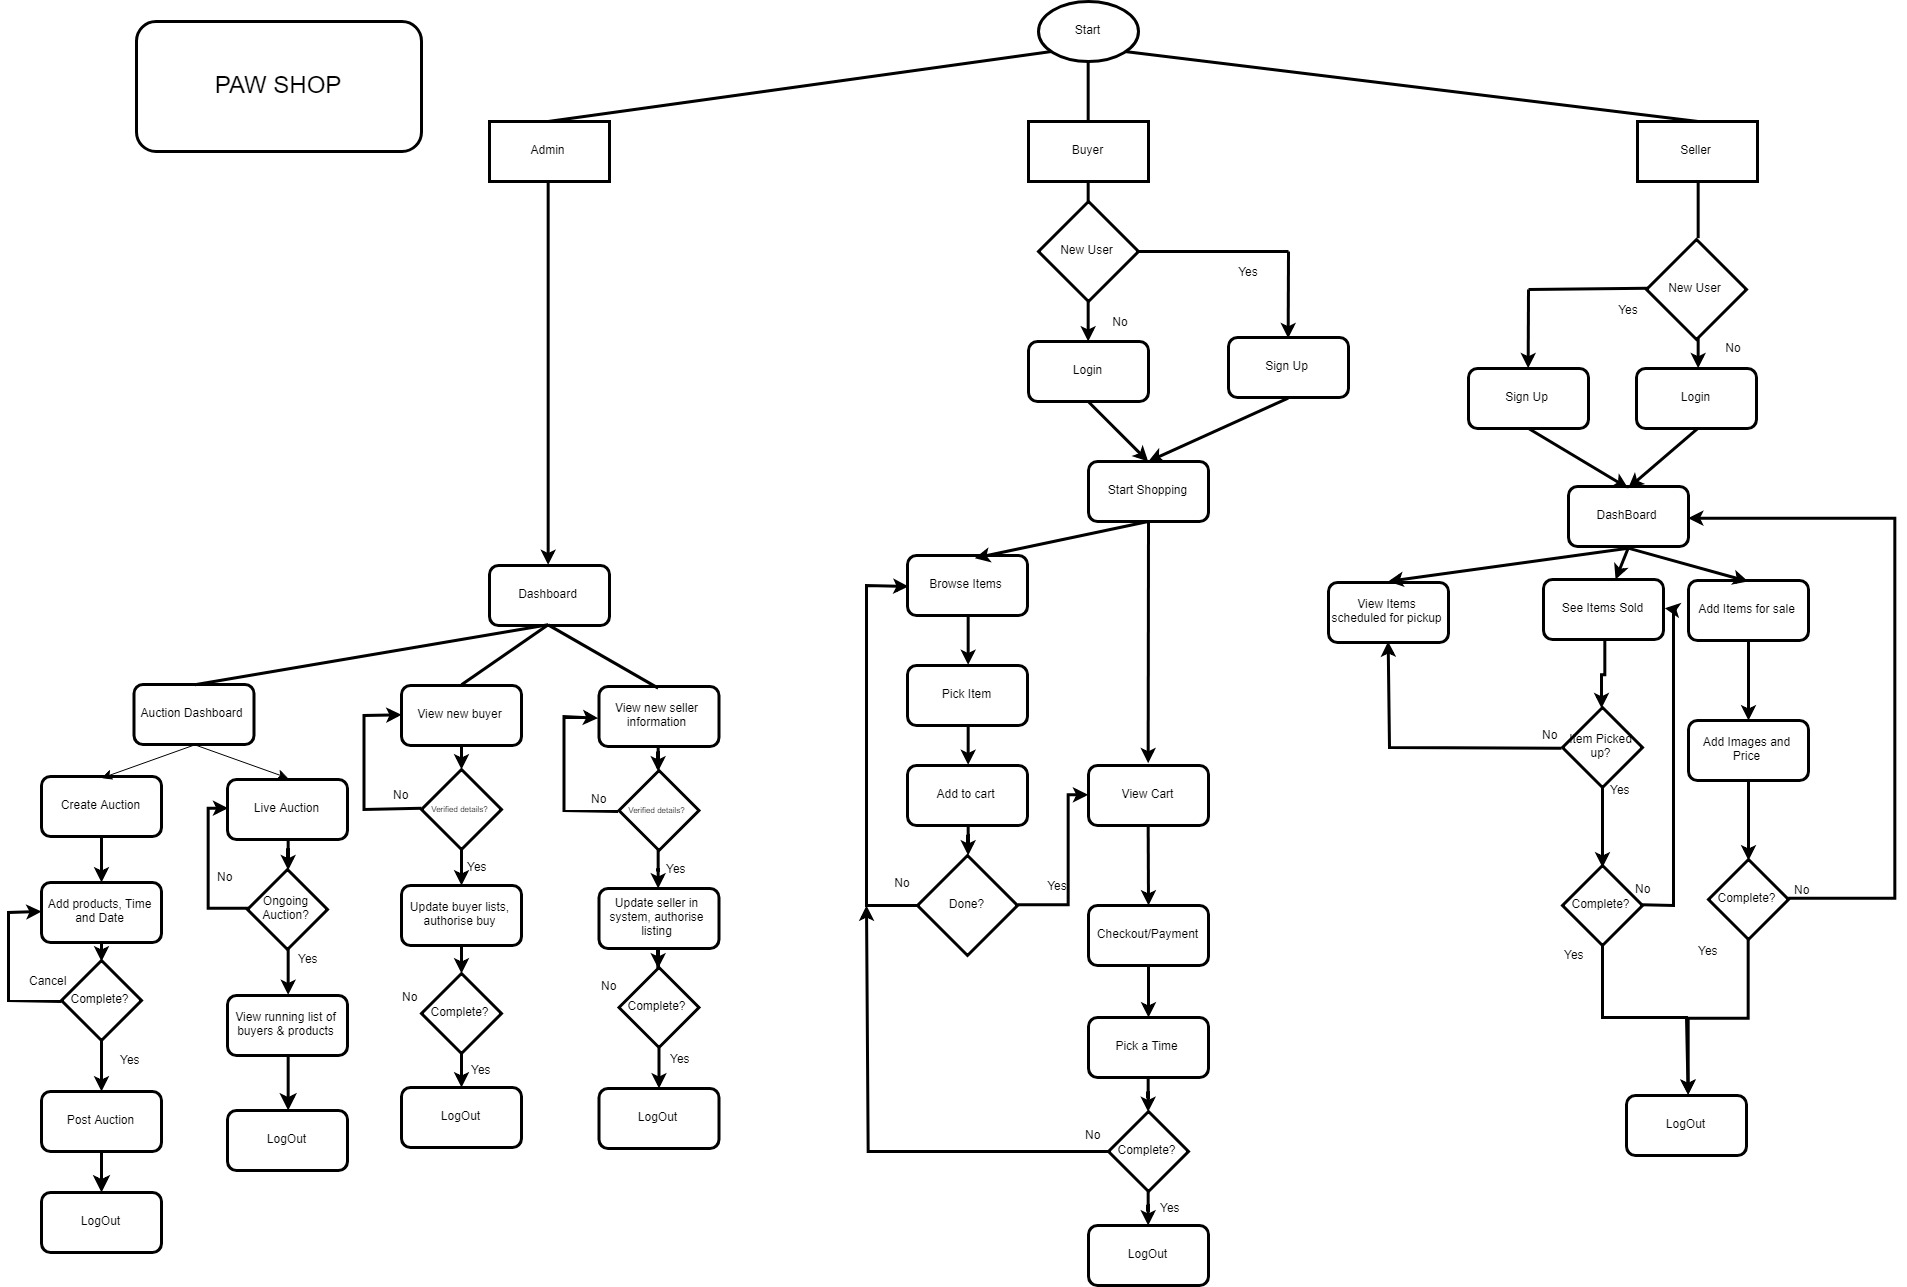 PAW SHOP
Start
Admin
Buyer
Seller
New User
Yes
No
Login
Sign Up
New User
Yes
No
Sign Up
Login
Start Shopping
DashBoard
Dashboard
Browse Items
Pick Item
Add to cart
Done?
No
Yes
View Cart
Checkout/Payment
Pick a Time
Complete?
No
Yes
LogOut
View Items
scheduled for pickup
See Items Sold
Add Items for sale
Item Picked
up?
No
Yes
Add Images and
Price
Complete?
No
Yes
Complete?
No
Yes
LogOut
Auction Dashboard
View new buyer
View new seller
information
Create Auction
Add products, Time
and Date
Cancel
Complete?
Yes
Post Auction
LogOut
Live Auction
No
Ongoing
Auction?
Yes
View running list of
buyers & products
LogOut
No
Verified details?
Yes
Update buyer lists,
authorise buy
No
Complete?
Yes
LogOut
No
Verified details?
Yes
Update seller in
system, authorise
listing
No
Complete?
Yes
LogOut